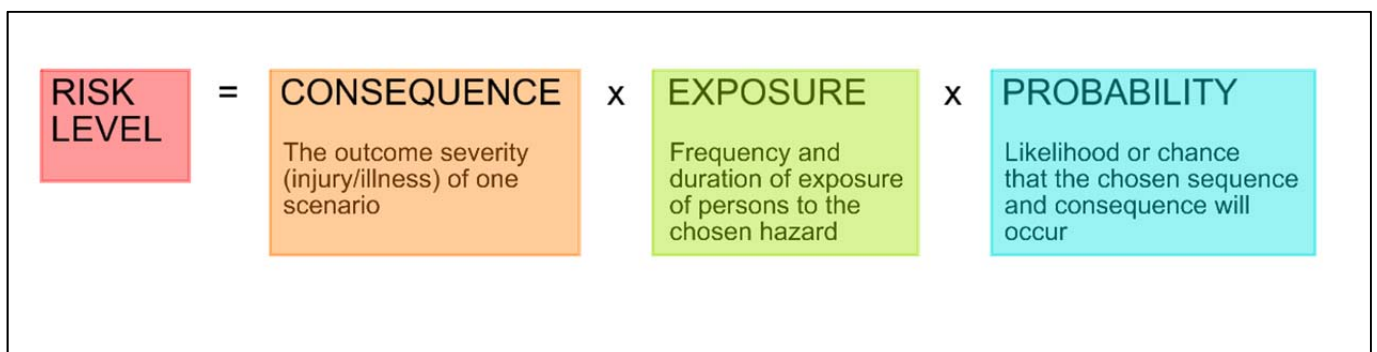 RISK
LEVEL
=
CONSEQUENCE
The outcome severity
(injury/illness) of one
scenario
x
EXPOSURE
Frequency and
duration of exposure
of persons to the
chosen hazard
x
PROBABILITY
Likelihood or chance
that the chosen sequence
and consequence will
occur